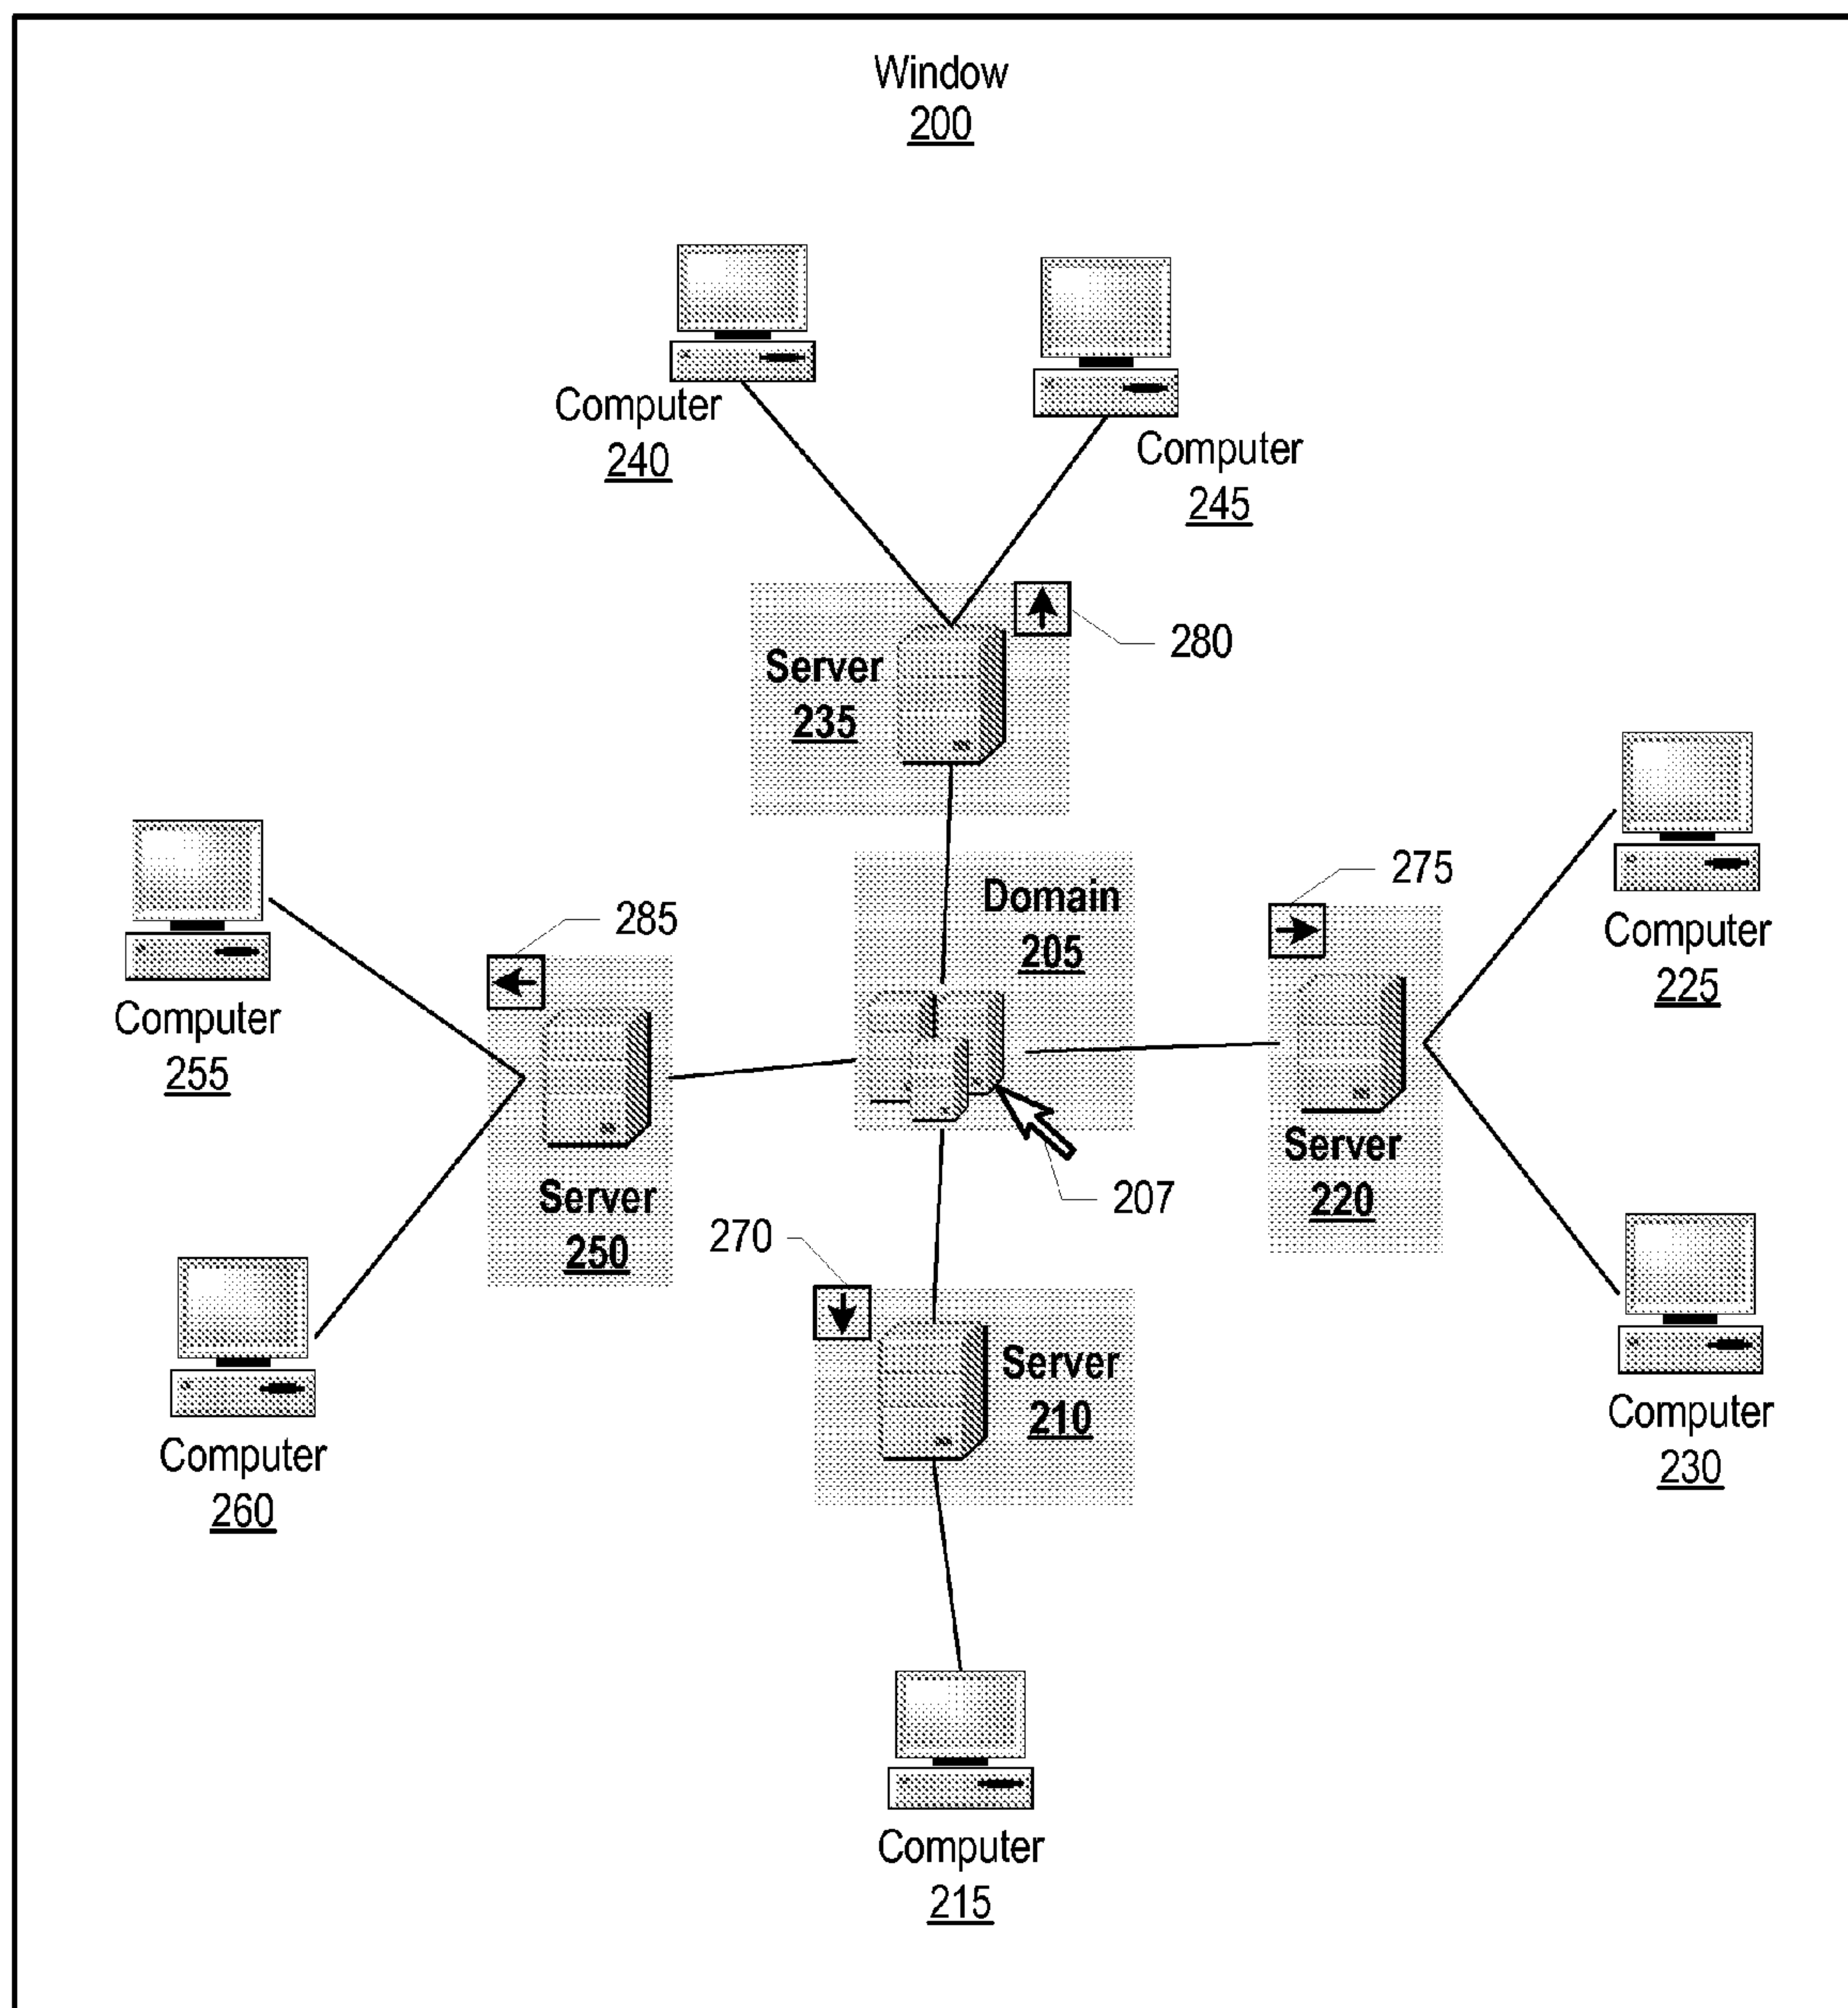 Window
200
Computer
240
Computer
245
280
Server
235
Computer
225
275
Domain
205
285
Computer
255
Server
250
Server
220
207
270
Server
210
Computer
260
Computer
230
Computer
215